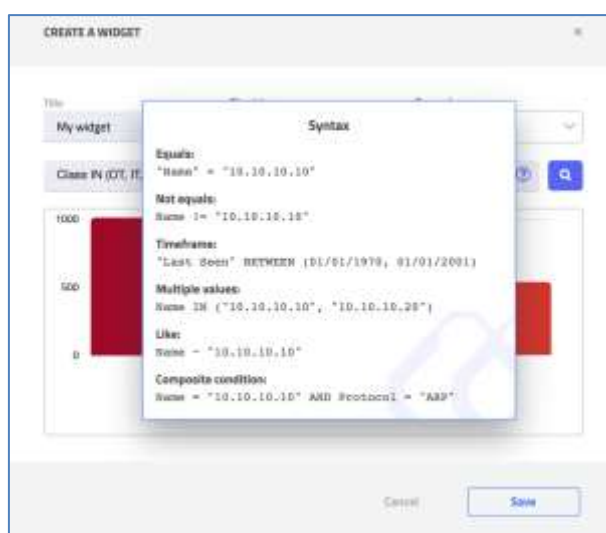 CREATE A WIDGET
×
Title
My widget
Class IN (OT, IT,
1000
500
0
Syntax
Equals:
"Name" = "10.10.10.10"
Not equals:
Name != "10.10.10.10"
Timeframe:
"Last Seen" BETWEEN (01/01/1970, 01/01/2001)
Multiple values:
Name IN ("10.10.10.10", "10.10.10.20")
Like:
Name ~ "10.10.10.10"
Composite condition:
Name = "10.10.10.10" AND Protocol = "ARP"
Cancel
Save